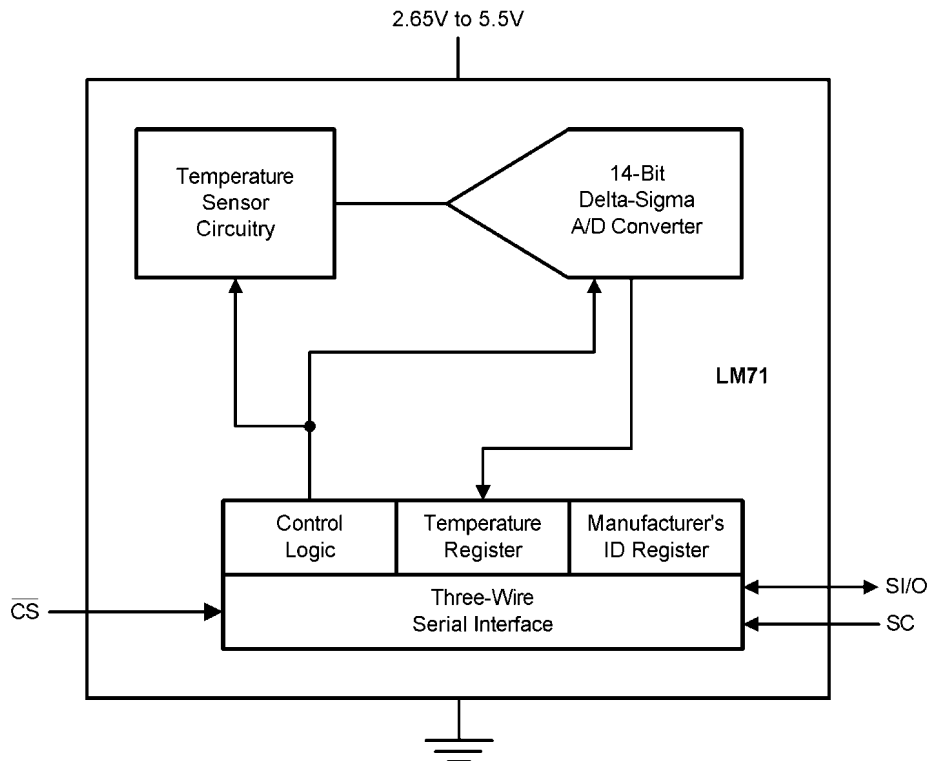 2.65V to 5.5V
Temperature
Sensor
Circuitry
14-Bit
Delta-Sigma
A/D Converter
LM71
Control
Logic
Temperature
Register
Manufacturer's
ID Register
Three-Wire
Serial Interface
C̅S̅
SI/O
SC